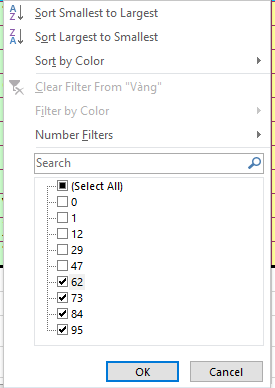 Sort Smallest to Largest
Sort Largest to Smallest
Sort by Color
Clear Filter From "Vàng"
Filter by Color
Number Filters
Search
(Select All)
0
1
12
29
47
62
73
84
95
OK Cancel